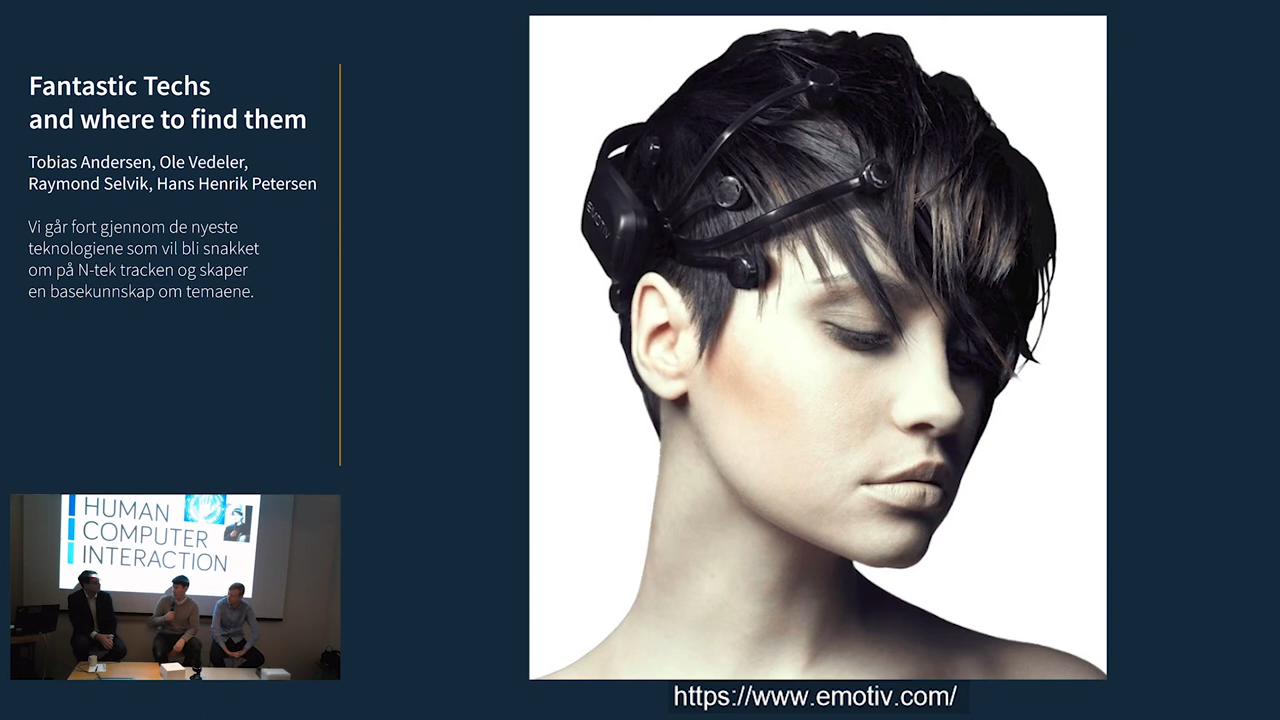 Fantastic Techs
and where to find them
Tobias Andersen, Ole Vedeler,
Raymond Selvik, Hans Henrik Petersen
Vi går fort gjennom de nyeste
teknologiene som vil bli snakket
om på N-tek tracken og skaper
en basekunnskap om temaene.
HUMAN
COMPUTER
INTERACTION
EMOTIV
https://www.emotiv.com/